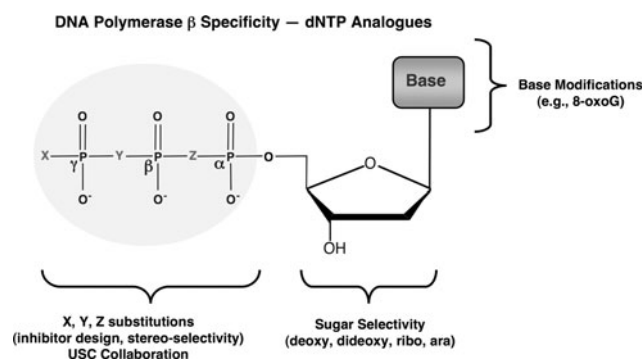 DNA Polymerase β Specificity — dNTP Analogues
Base
Base Modifications
(e.g., 8-oxoG)
O O O
X P Y P Z P O O
γ β α
O- O- O-
OH
X, Y, Z substitutions
(inhibitor design, stereo-selectivity)
USC Collaboration
Sugar Selectivity
(deoxy, dideoxy, ribo, ara)